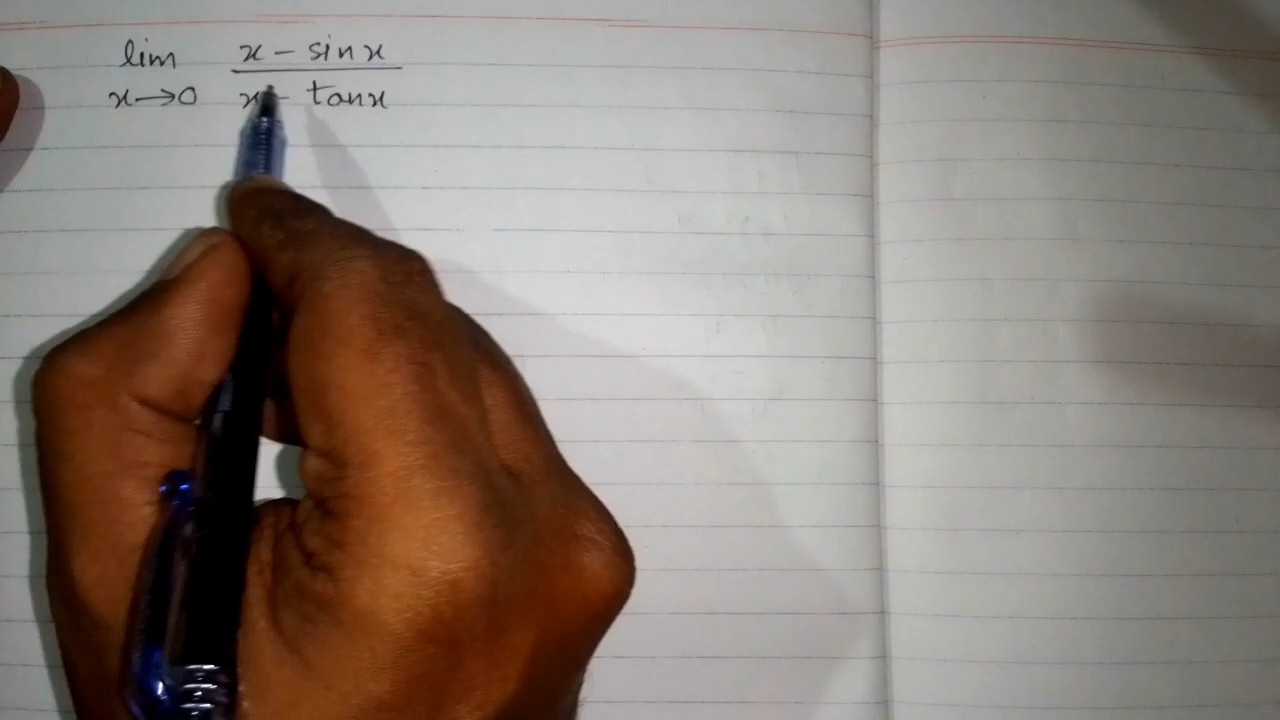 lim x - sin x
x→0 x - tan x